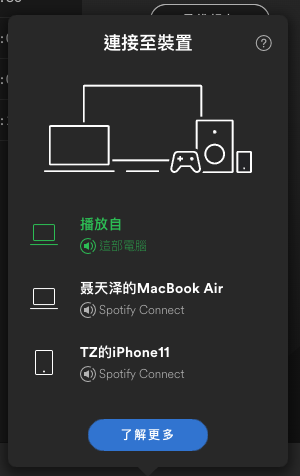 連接至裝置
播放自
這部電腦
聂天泽的MacBook Air
Spotify Connect
TZ的iPhone11
Spotify Connect
了解更多